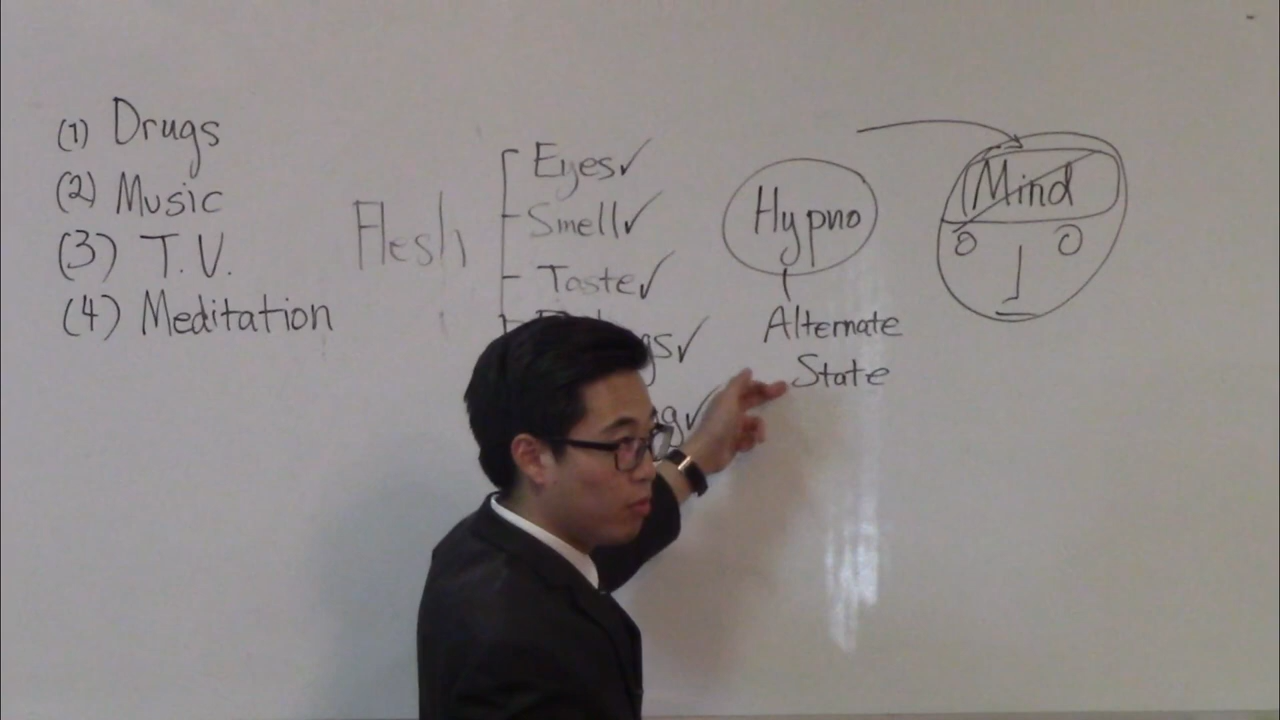 (1) Drugs
(2) Music
(3) T.V.
(4) Meditation
Flesh
Eyes✓
Smell✓
Taste✓
Hypno
Alternate
State
Mind